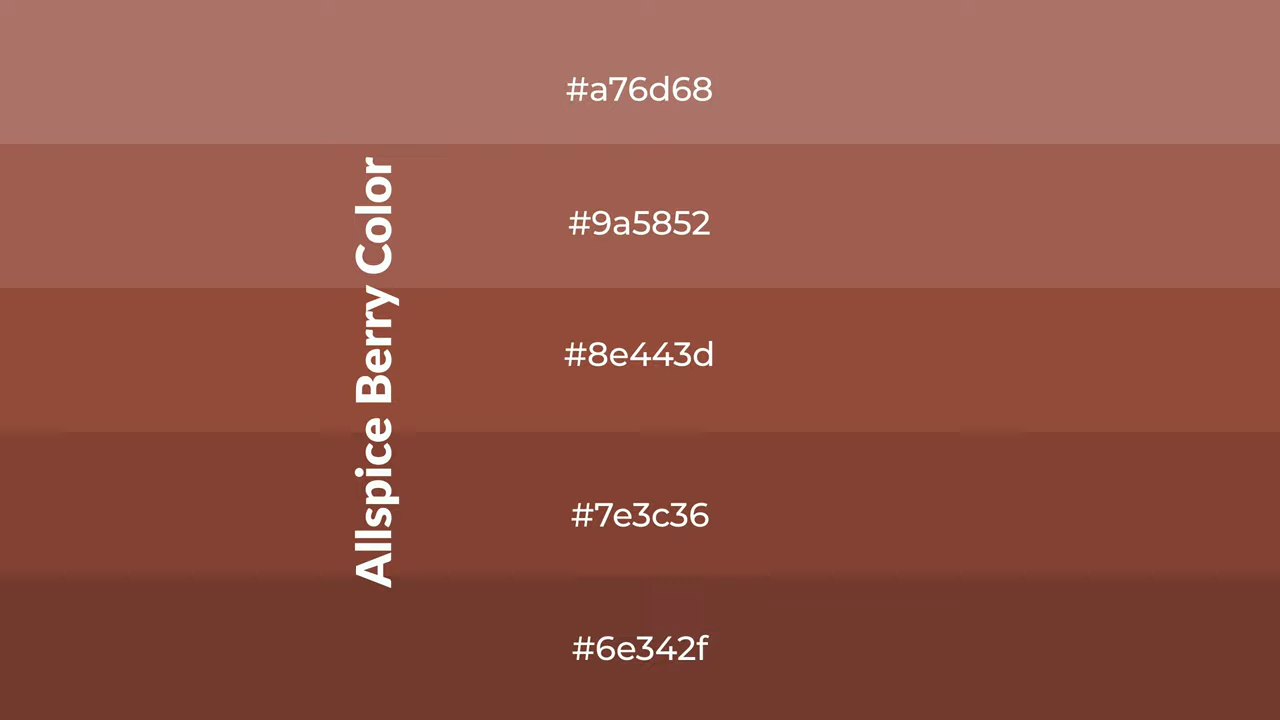 Allspice Berry Color
#a76d68
#9a5852
#8e443d
#7e3c36
#6e342f